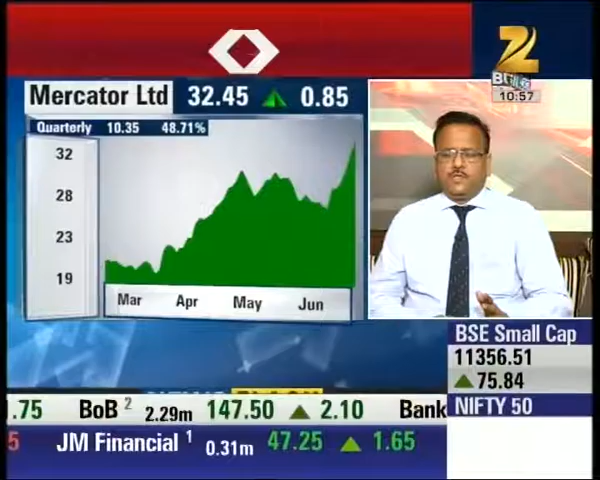 Mercator Ltd 32.45 0.85
10:57
Quarterly 10.35 48.71%
32
28
23
19
Mar Apr May Jun
BSE Small Cap
11356.51
75.84
NIFTY 50
.75 BoB 2 2.29m 147.50 2.10 Bank
5 JM Financial 1 0.31m 47.25 1.65